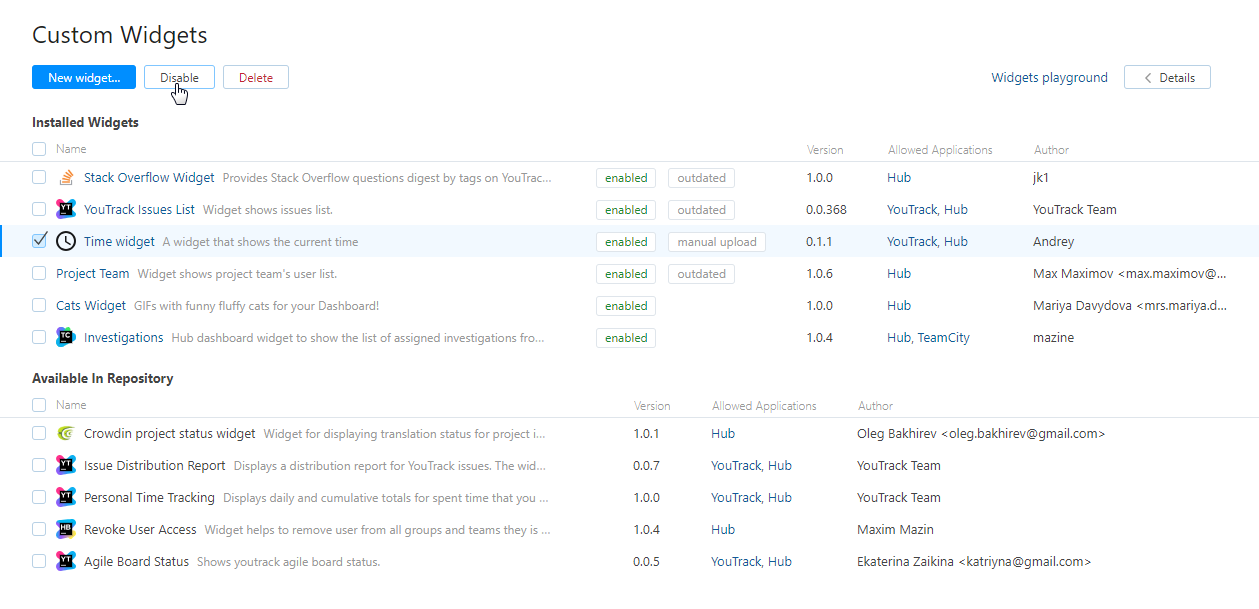 Custom Widgets
New widget... Disable Delete Widgets playground Details
Installed Widgets
Name Version Allowed Applications Author
Stack Overflow Widget Provides Stack Overflow questions digest by tags on YouTrac... enabled outdated 1.0.0 Hub jk1
YT YouTrack Issues List Widget shows issues list. enabled outdated 0.0.368 YouTrack, Hub YouTrack Team
Time widget A widget that shows the current time enabled manual upload 0.1.1 YouTrack, Hub Andrey
Project Team Widget shows project team's user list. enabled outdated 1.0.6 Hub Max Maximov <max.maximov@...
Cats Widget GIFs with funny fluffy cats for your Dashboard! enabled 1.0.0 Hub Mariya Davydova <mrs.mariya.d...
TC Investigations Hub dashboard widget to show the list of assigned investigations fro... enabled 1.0.4 Hub, TeamCity mazine
Available In Repository
Name Version Allowed Applications Author
Crowdin project status widget Widget for displaying translation status for project i... 1.0.1 Hub Oleg Bakhirev <oleg.bakhirev@gmail.com>
YT Issue Distribution Report Displays a distribution report for YouTrack issues. The wid... 0.0.7 YouTrack, Hub YouTrack Team
YT Personal Time Tracking Displays daily and cumulative totals for spent time that you ... 1.0.0 YouTrack, Hub YouTrack Team
HB Revoke User Access Widget helps to remove user from all groups and teams they is ... 1.0.4 Hub Maxim Mazin
YT Agile Board Status Shows youtrack agile board status. 0.0.5 YouTrack, Hub Ekaterina Zaikina <katriyna@gmail.com>